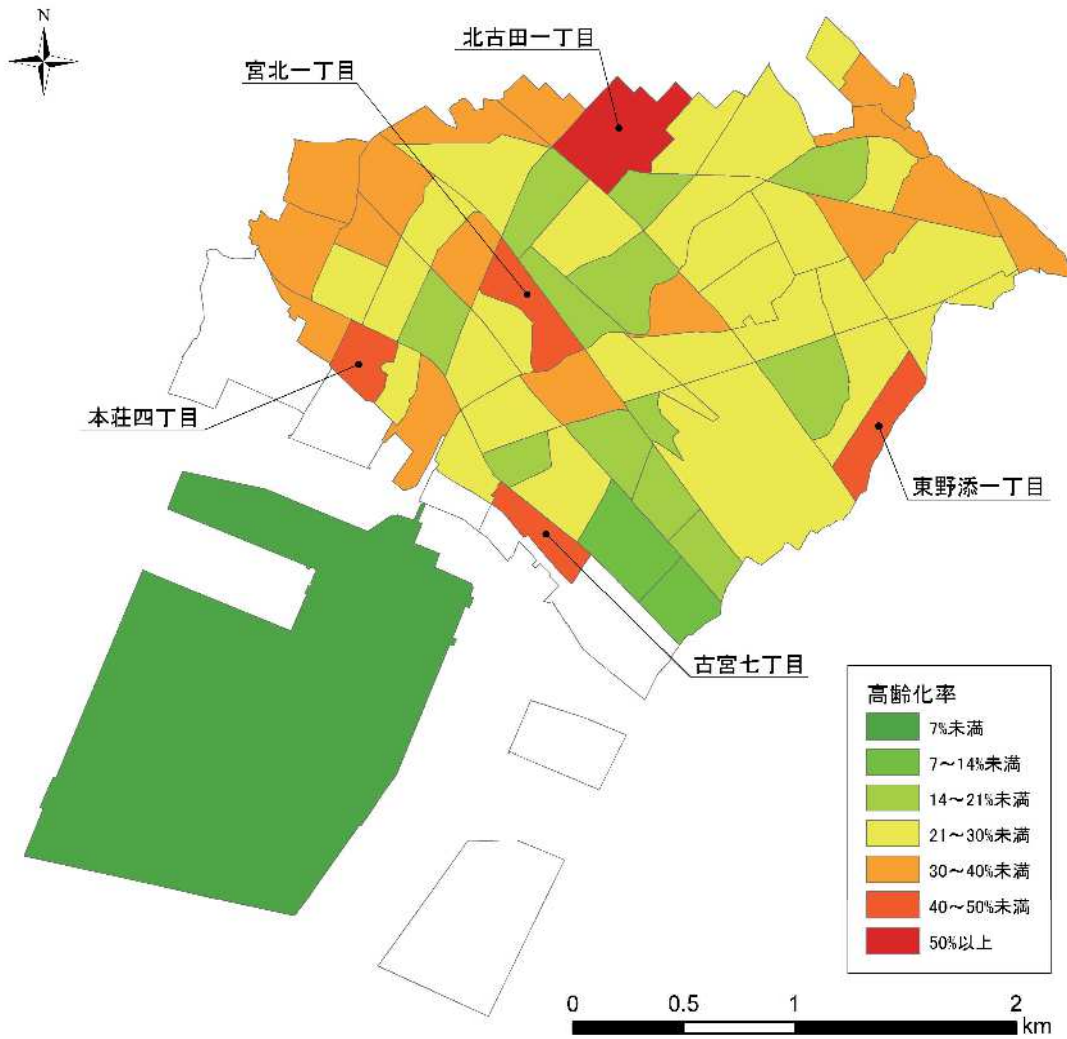 N
北古田一丁目
宮北一丁目
本荘四丁目
東野添一丁目
古宮七丁目
高齢化率
7%未満
7～14%未満
14～21%未満
21～30%未満
30～40%未満
40～50%未満
50%以上
0 0.5 1 2
km